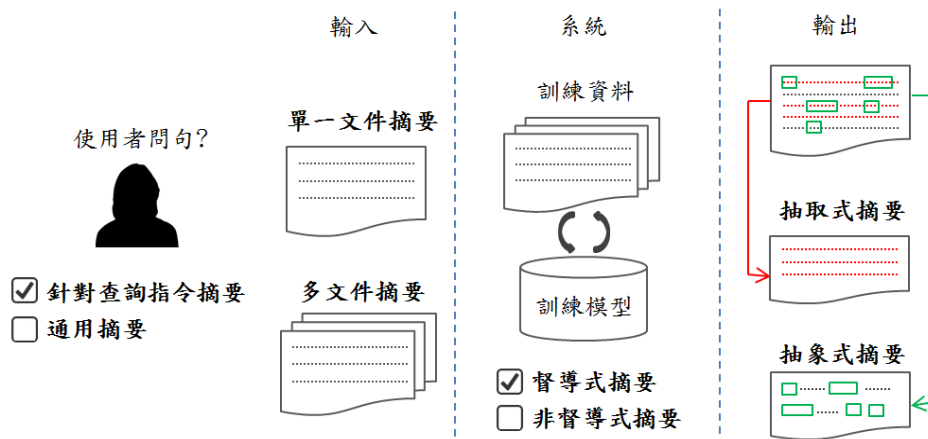 輸入
系統
輸出
使用者問句?
針對查詢指令摘要
通用摘要
單一文件摘要
多文件摘要
訓練資料
訓練模型
督導式摘要
非督導式摘要
抽取式摘要
抽象式摘要